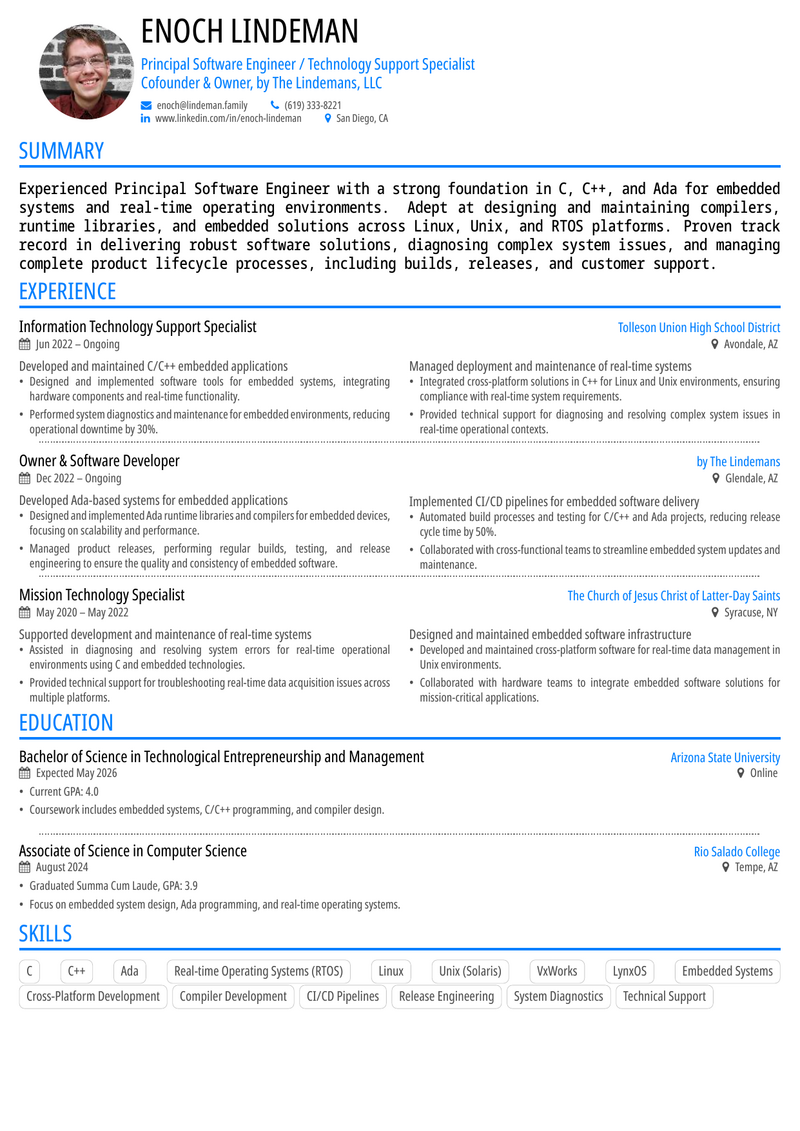 ENOCH LINDEMAN
Principal Software Engineer / Technology Support Specialist
Cofounder & Owner, by The Lindemans, LLC
enoch@lindeman.family (619) 333-8221
www.linkedin.com/in/enoch-lindeman San Diego, CA
SUMMARY
Experienced Principal Software Engineer with a strong foundation in C, C++, and Ada for embedded
systems and real-time operating environments. Adept at designing and maintaining compilers,
runtime libraries, and embedded solutions across Linux, Unix, and RTOS platforms. Proven track
record in delivering robust software solutions, diagnosing complex system issues, and managing
complete product lifecycle processes, including builds, releases, and customer support.
EXPERIENCE
Information Technology Support Specialist Tolleson Union High School District
Jun 2022 – Ongoing Avondale, AZ
Developed and maintained C/C++ embedded applications
• Designed and implemented software tools for embedded systems, integrating
hardware components and real-time functionality.
• Performed system diagnostics and maintenance for embedded environments, reducing
operational downtime by 30%.
Managed deployment and maintenance of real-time systems
• Integrated cross-platform solutions in C++ for Linux and Unix environments, ensuring
compliance with real-time system requirements.
• Provided technical support for diagnosing and resolving complex system issues in
real-time operational contexts.
Owner & Software Developer by The Lindemans
Dec 2022 – Ongoing Glendale, AZ
Developed Ada-based systems for embedded applications
• Designed and implemented Ada runtime libraries and compilers for embedded devices,
focusing on scalability and performance.
• Managed product releases, performing regular builds, testing, and release
engineering to ensure the quality and consistency of embedded software.
Implemented CI/CD pipelines for embedded software delivery
• Automated build processes and testing for C/C++ and Ada projects, reducing release
cycle time by 50%.
• Collaborated with cross-functional teams to streamline embedded system updates and
maintenance.
Mission Technology Specialist The Church of Jesus Christ of Latter-Day Saints
May 2020 – May 2022 Syracuse, NY
Supported development and maintenance of real-time systems
• Assisted in diagnosing and resolving system errors for real-time operational
environments using C and embedded technologies.
• Provided technical support for troubleshooting real-time data acquisition issues across
multiple platforms.
Designed and maintained embedded software infrastructure
• Developed and maintained cross-platform software for real-time data management in
Unix environments.
• Collaborated with hardware teams to integrate embedded software solutions for
mission-critical applications.
EDUCATION
Bachelor of Science in Technological Entrepreneurship and Management Arizona State University
Expected May 2026 Online
• Current GPA: 4.0
• Coursework includes embedded systems, C/C++ programming, and compiler design.
Associate of Science in Computer Science Rio Salado College
August 2024 Tempe, AZ
• Graduated Summa Cum Laude, GPA: 3.9
• Focus on embedded system design, Ada programming, and real-time operating systems.
SKILLS
C C++ Ada Real-time Operating Systems (RTOS) Linux Unix (Solaris) VxWorks LynxOS Embedded Systems
Cross-Platform Development Compiler Development CI/CD Pipelines Release Engineering System Diagnostics Technical Support